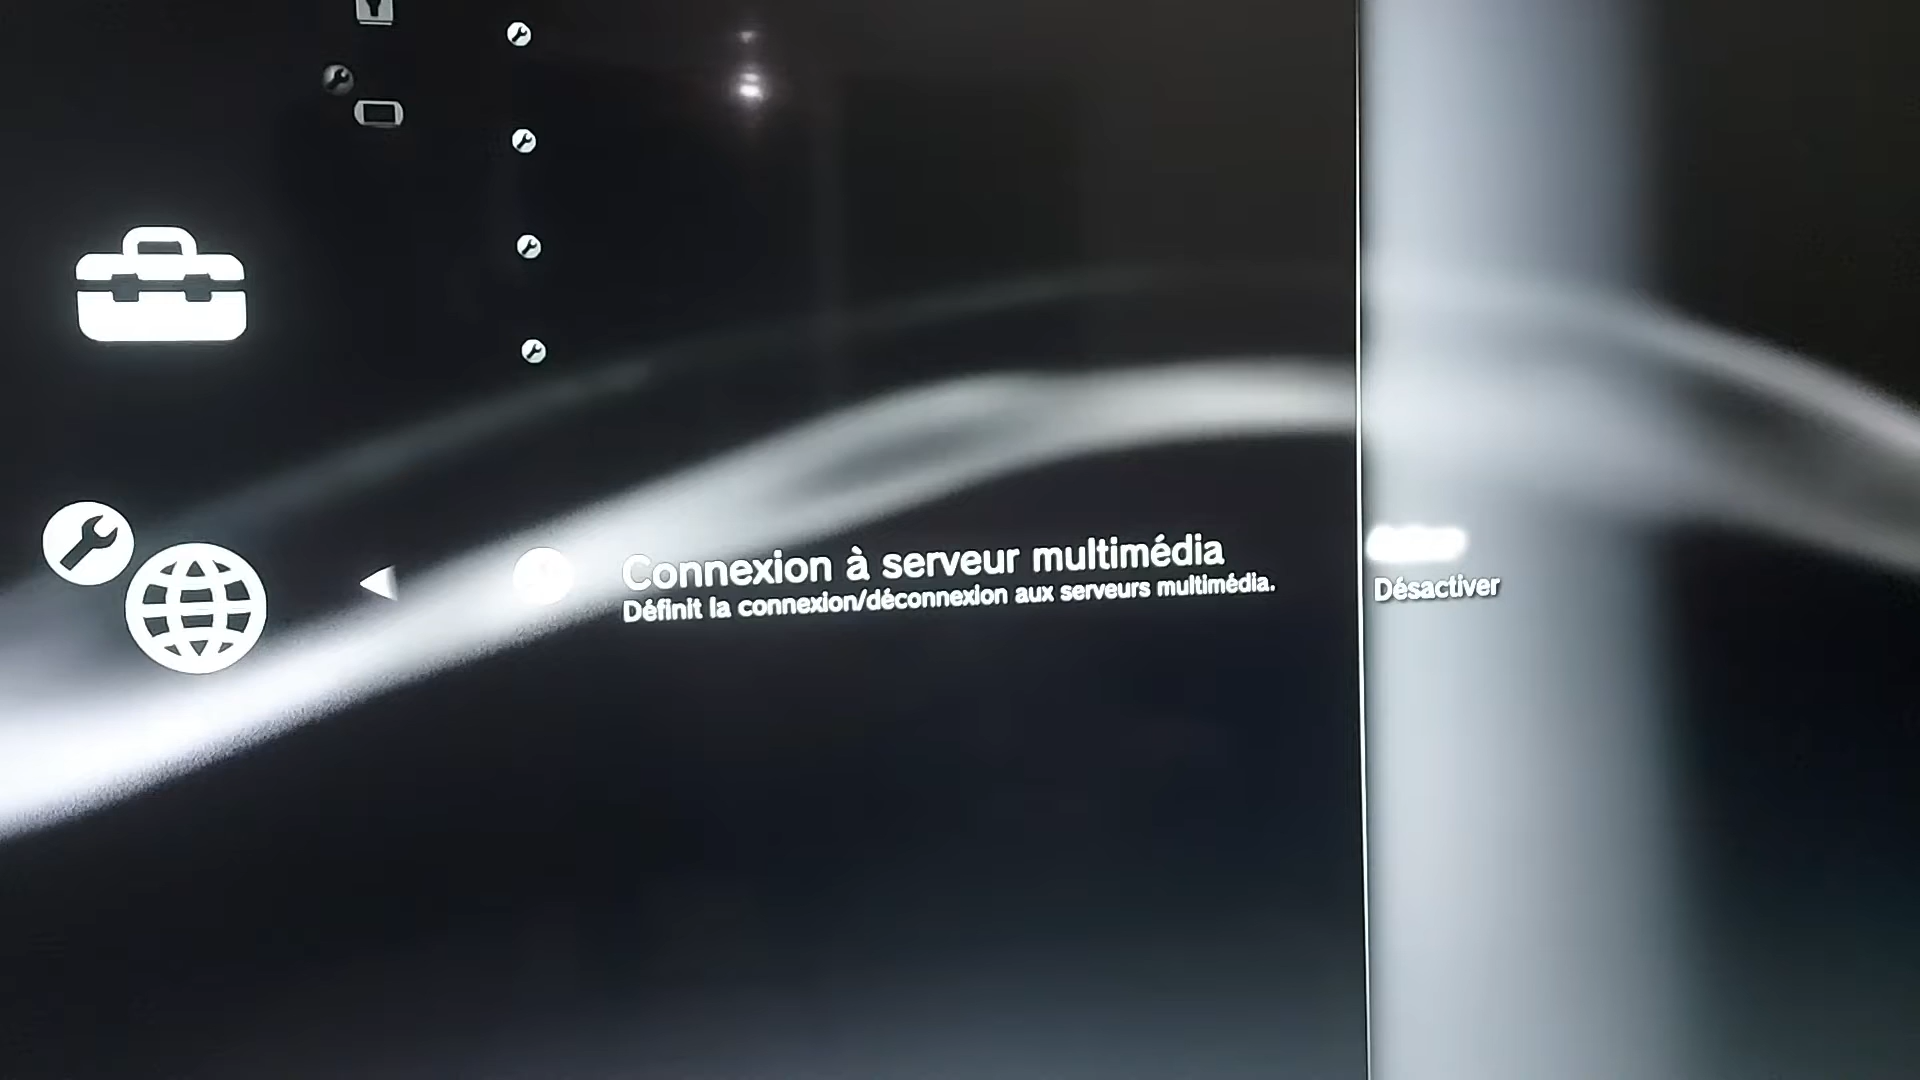 Connexion à serveur multimédia
Définit la connexion/déconnexion aux serveurs multimédia.
Désactiver